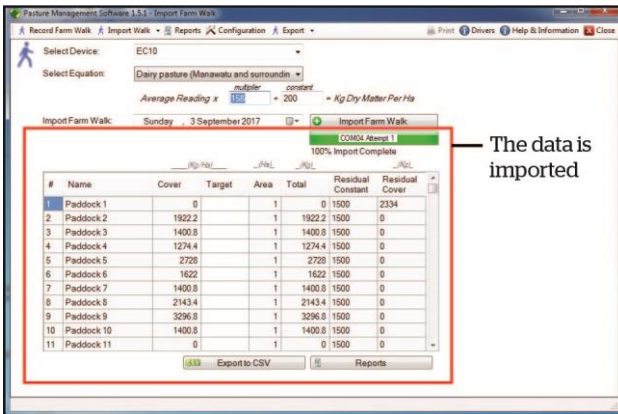 Pasture Management Software 1.5.1 - Import Farm Walk
Record Farm Walk Import Walk Reports Configuration Export Print Drivers Help & Information Close
Select Device: EC10
Select Equation: Dairy pasture (Manawatu and surroundin
multiplier constant
Average Reading x 158 + 200 = Kg Dry Matter Per Ha
Import Farm Walk: Sunday , 3 September 2017 Import Farm Walk
COM04 Attempt 1
100% Import Complete
The data is
imported
(Kg/Ha) (Ha) (Kg) (Kg)
# Name Cover Target Area Total Residual Constant Residual Cover
1 Paddock 1 0 1 0 1500 2334
2 Paddock 2 1922.2 1 1922.2 1500 0
3 Paddock 3 1400.8 1 1400.8 1500 0
4 Paddock 4 1274.4 1 1274.4 1500 0
5 Paddock 5 2728 1 2728 1500 0
6 Paddock 6 1622 1 1622 1500 0
7 Paddock 7 1400.8 1 1400.8 1500 0
8 Paddock 8 2143.4 1 2143.4 1500 0
9 Paddock 9 3296.8 1 3296.8 1500 0
10 Paddock 10 1400.8 1 1400.8 1500 0
11 Paddock 11 0 1 0 1500 0
Export to CSV Reports